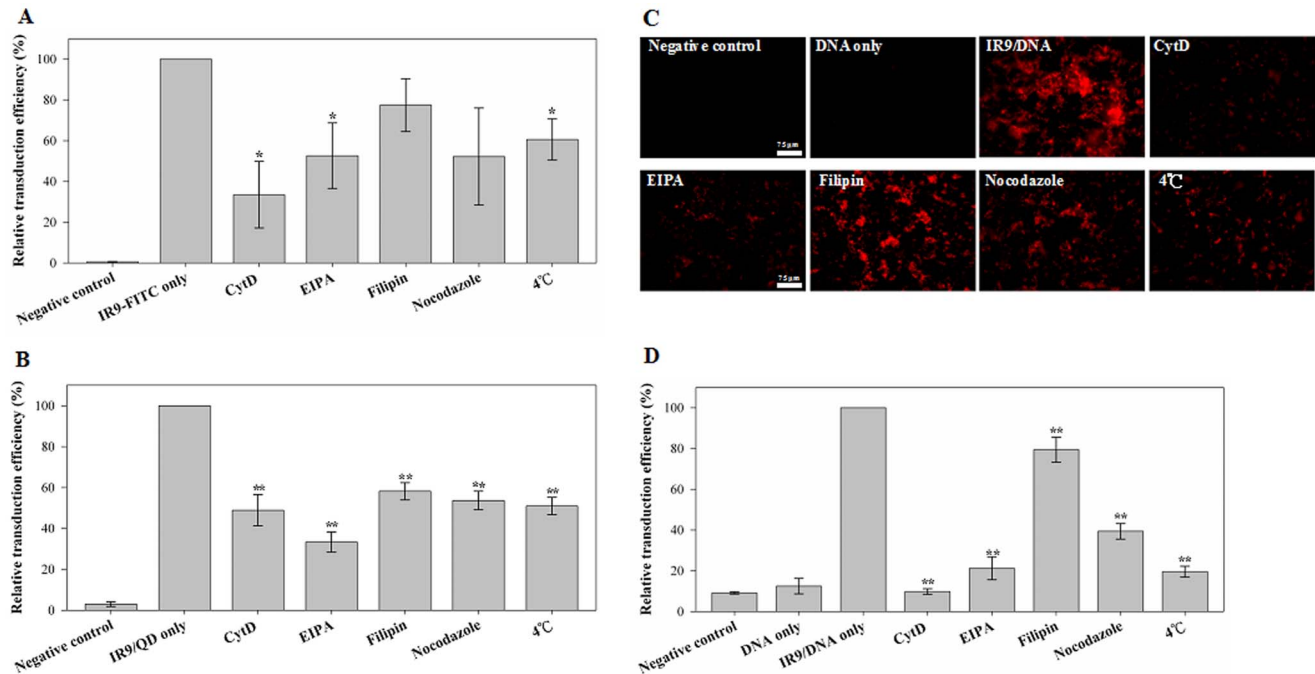 A
Relative transduction efficiency (%)
100
80
60
40
20
0
*
*
*
Negative control
IR9-FITC only
CytD
EIPA
Filipin
Nocodazole
4℃
B
Relative transduction efficiency (%)
100
80
60
40
20
0
**
**
**
**
**
Negative control
IR9/QD only
CytD
EIPA
Filipin
Nocodazole
4℃
C
Negative control
DNA only
IR9/DNA
CytD
75 μm
EIPA
Filipin
Nocodazole
4℃
75 μm
D
Relative transduction efficiency (%)
100
80
60
40
20
0
**
**
**
**
**
Negative control
DNA only
IR9/DNA only
CytD
EIPA
Filipin
Nocodazole
4℃